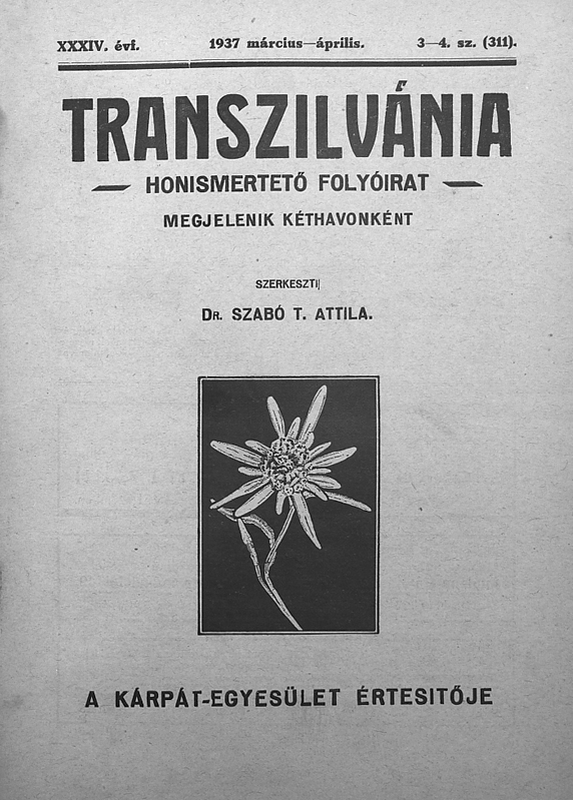 XXXIV. évf. 1937 március—április. 3—4. sz. (311).
TRANSZILVÁNIA
— HONISMERTETŐ FOLYÓIRAT —
MEGJELENIK KÉTHAVONKÉNT
SZERKESZTI
DR. SZABÓ T. ATTILA.
A KÁRPÁT-EGYESÜLET ÉRTESITŐJE